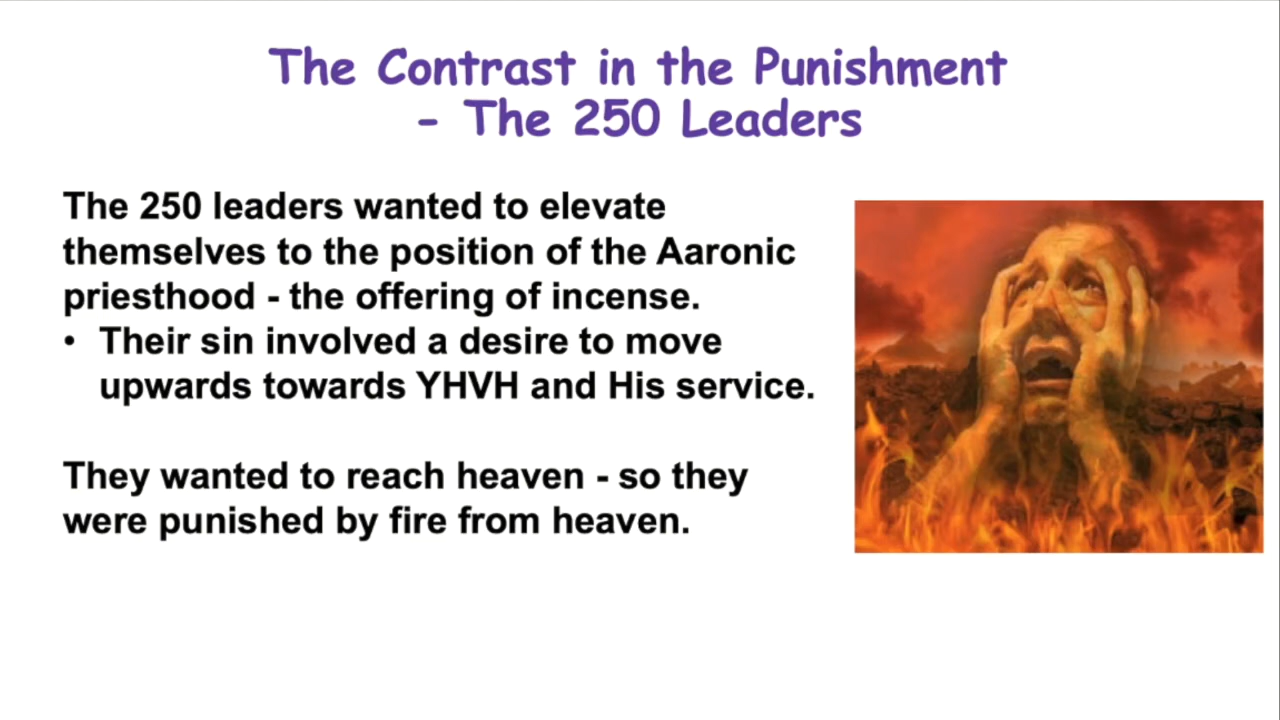 The Contrast in the Punishment
- The 250 Leaders
The 250 leaders wanted to elevate
themselves to the position of the Aaronic
priesthood - the offering of incense.
• Their sin involved a desire to move
upwards towards YHVH and His service.
They wanted to reach heaven - so they
were punished by fire from heaven.